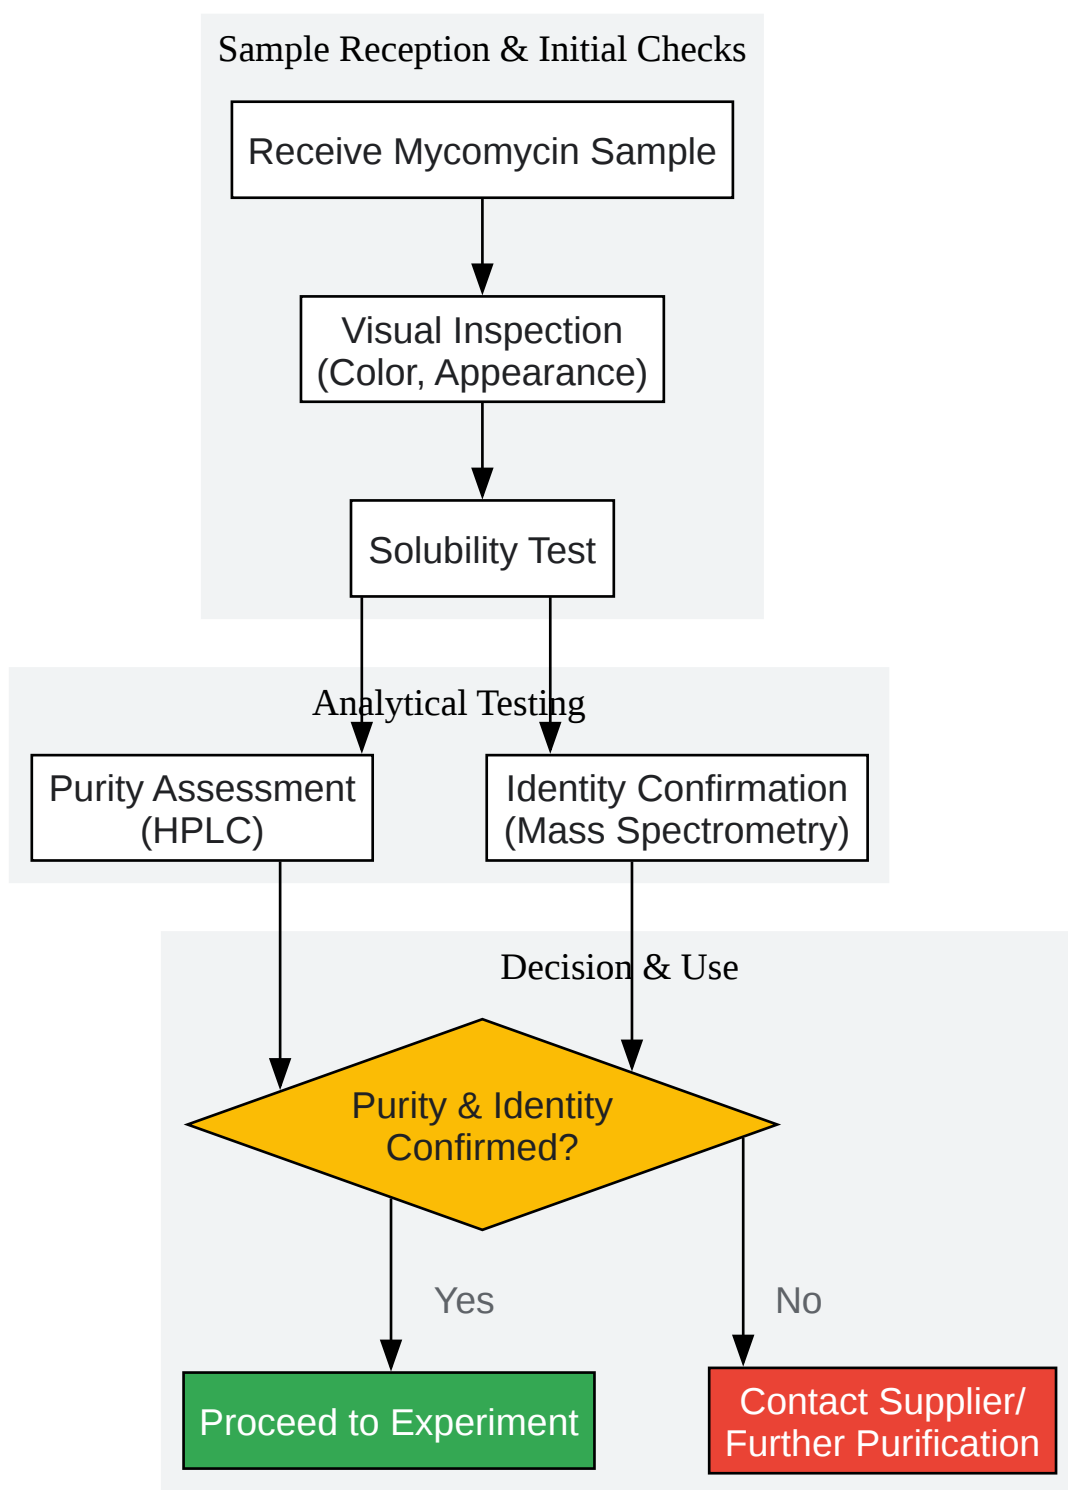 Sample Reception & Initial Checks
Receive Mycomycin Sample
Visual Inspection
(Color, Appearance)
Solubility Test
Analytical Testing
Purity Assessment
(HPLC)
Identity Confirmation
(Mass Spectrometry)
Decision & Use
Purity & Identity
Confirmed?
Yes
No
Proceed to Experiment
Contact Supplier/
Further Purification